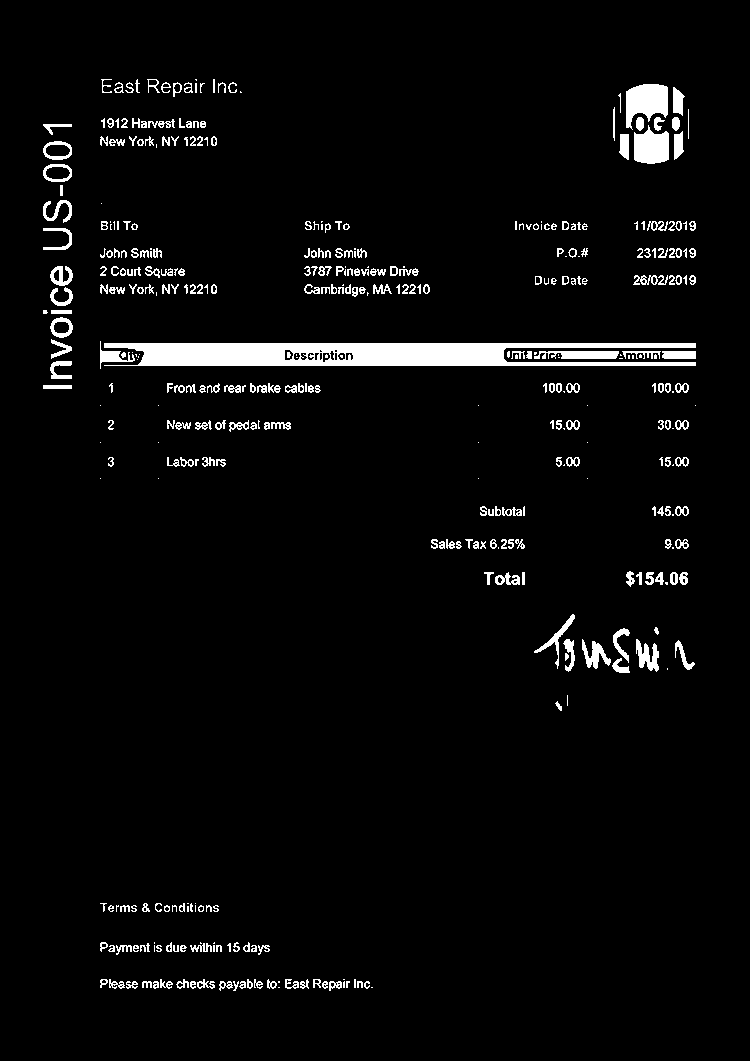 East Repair Inc.
1912 Harvest Lane
New York, NY 12210
LOGO
Invoice US-001
Bill To
John Smith
2 Court Square
New York, NY 12210
Ship To
John Smith
3787 Pineview Drive
Cambridge, MA 12210
Invoice Date 11/02/2019
P.O.# 2312/2019
Due Date 26/02/2019
Qty Description Unit Price Amount
1 Front and rear brake cables 100.00 100.00
2 New set of pedal arms 15.00 30.00
3 Labor 3hrs 5.00 15.00
Subtotal 145.00
Sales Tax 6.25% 9.06
Total $154.06
Terms & Conditions
Payment is due within 15 days
Please make checks payable to: East Repair Inc.